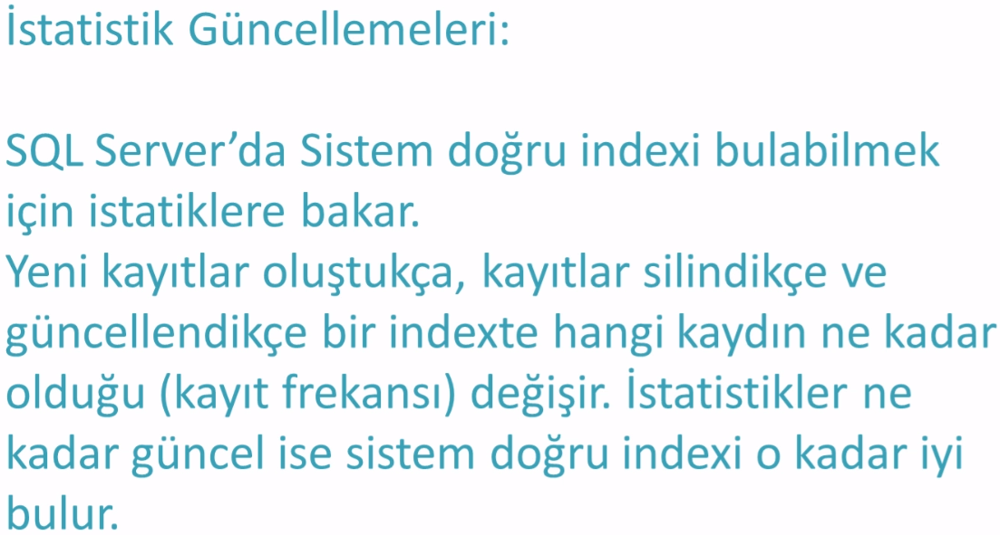 İstatistik Güncellemeleri:
SQL Server’da Sistem doğru indexi bulabilmek
için istatiklere bakar.
Yeni kayıtlar oluştukça, kayıtlar silindikçe ve
güncellendikçe bir indexte hangi kaydın ne kadar
olduğu (kayıt frekansı) değişir. İstatistikler ne
kadar güncel ise sistem doğru indexi o kadar iyi
bulur.